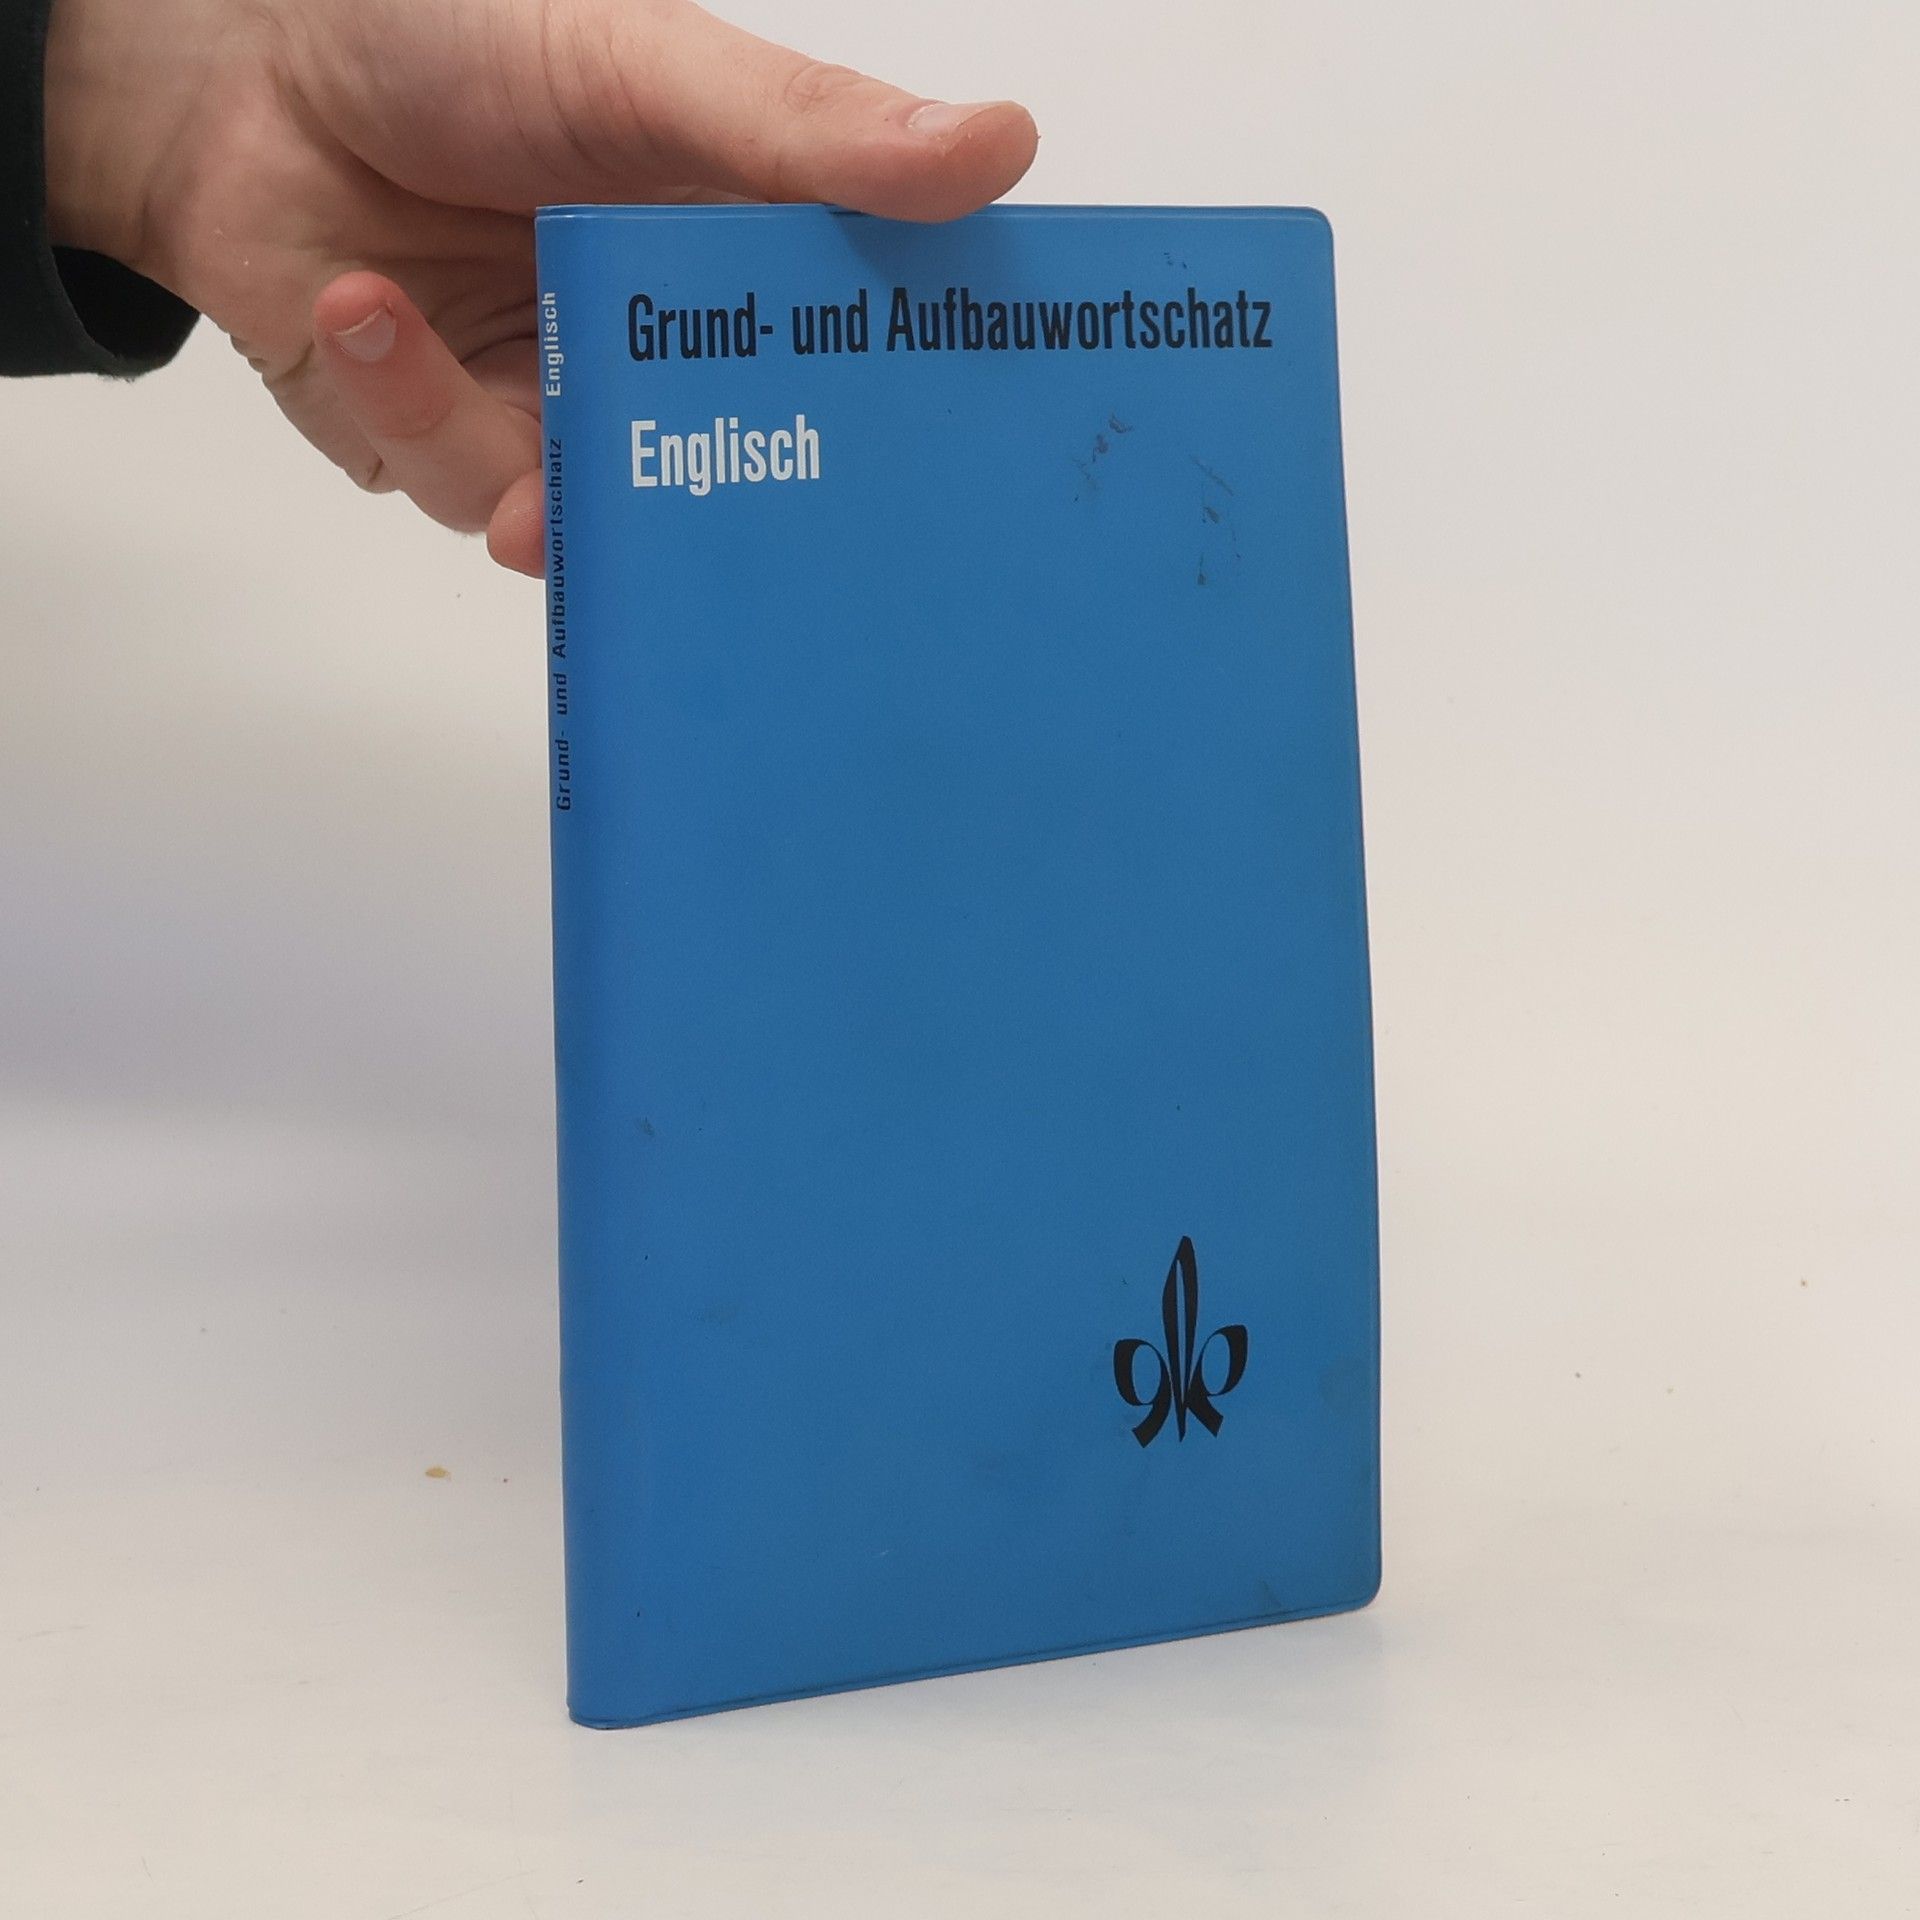 Grund- und Aufbauwortschatz
Englisch
Grund- und Aufbauwortschatz Englisch